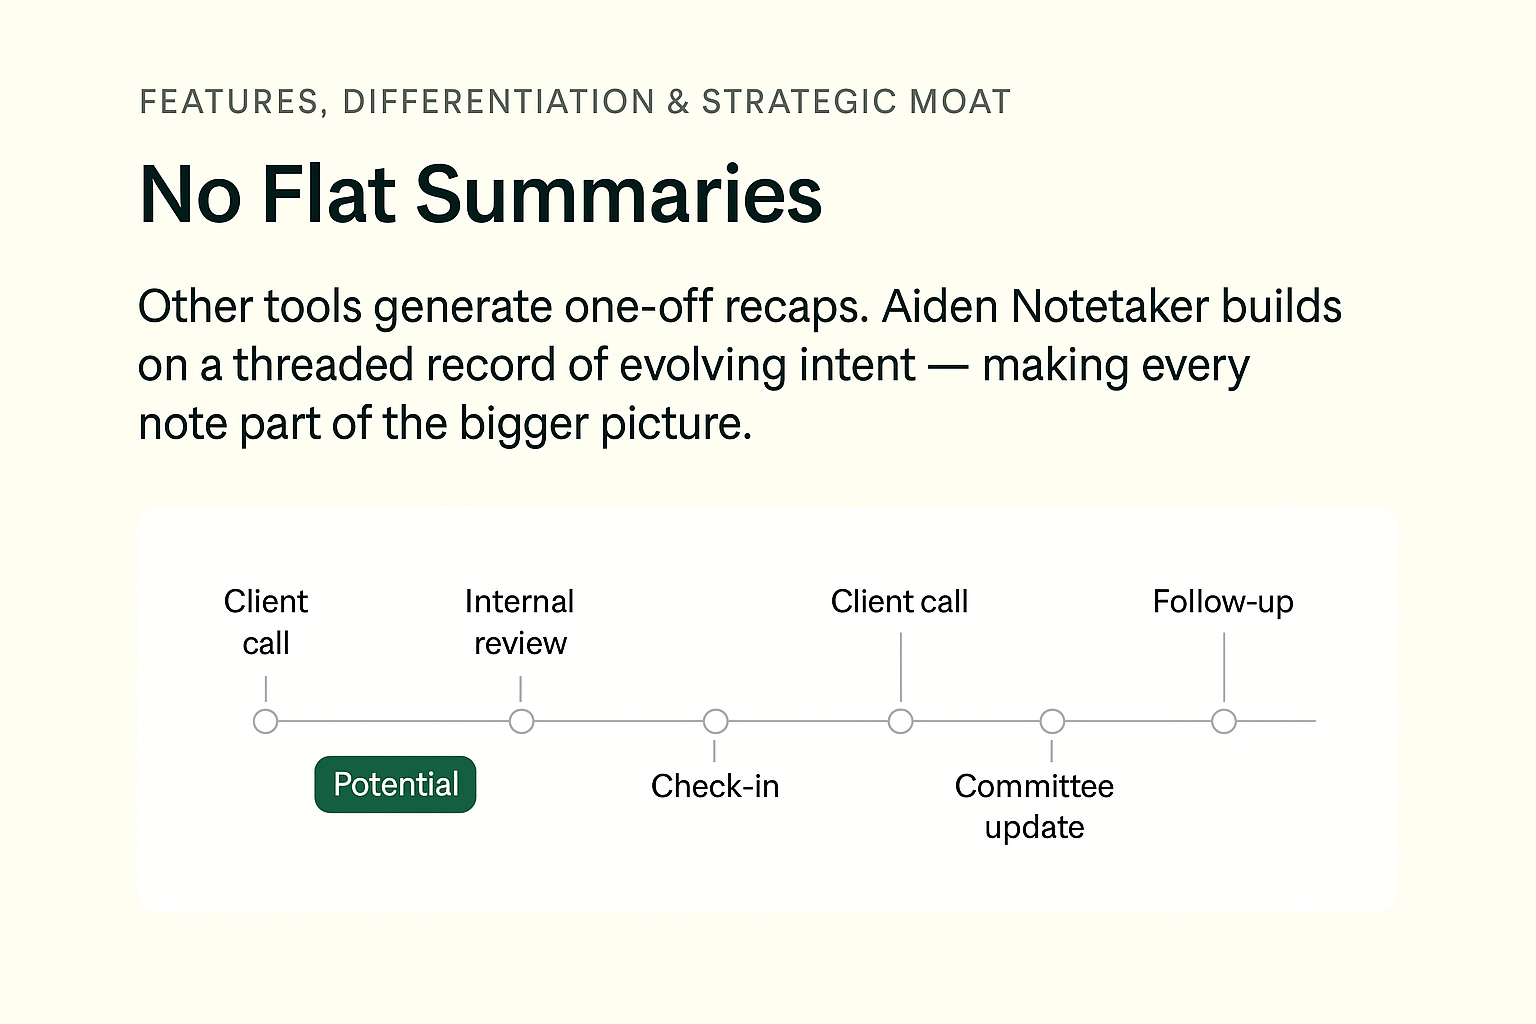 FEATURES, DIFFERENTIATION & STRATEGIC MOAT
No Flat Summaries
Other tools generate one-off recaps. Aiden Notetaker builds
on a threaded record of evolving intent — making every
note part of the bigger picture.
Client
call
Internal
review
Client call
Follow-up
Potential
Check-in
Committee
update